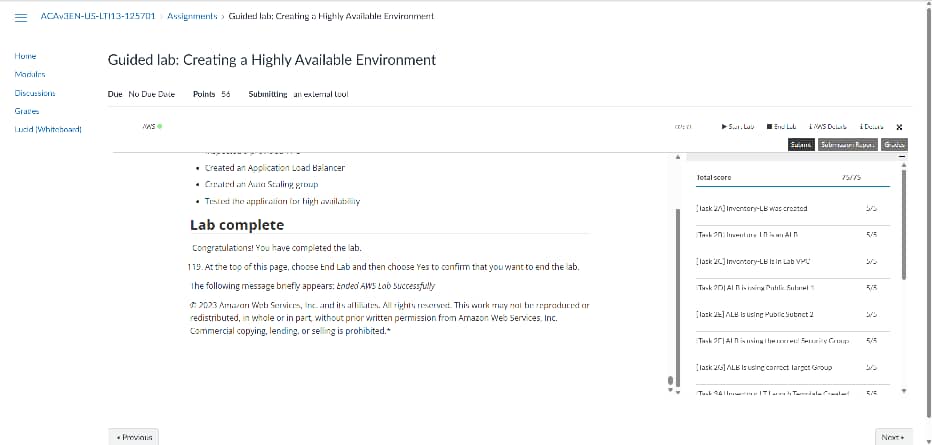 ACAv3EN-US-LTI13-125701 › Assignments › Guided lab: Creating a Highly Available Environment
Home
Modules
Discussions
Grades
Lucid (Whiteboard)
Guided lab: Creating a Highly Available Environment
Due No Due Date Points 56 Submitting an external tool
AWS
Start Lab End Lab AWS Details Details
Submit Submission Report Grades
• Created an Application Load Balancer
• Created an Auto Scaling group
• Tested the application for high availability
Lab complete
Congratulations! You have completed the lab.
119. At the top of this page, choose End Lab and then choose Yes to confirm that you want to end the lab.
The following message briefly appears: Ended AWS Lab Successfully
© 2023 Amazon Web Services, Inc. and its affiliates. All rights reserved. This work may not be reproduced or
redistributed, in whole or in part, without prior written permission from Amazon Web Services, Inc.
Commercial copying, lending, or selling is prohibited.*
Total score 75/75
[Task 2A] Inventory-LB was created 5/5
[Task 2B] Inventory-LB is an ALB 5/5
[Task 2C] Inventory-LB is in Lab VPC 5/5
[Task 2D] ALB is using Public Subnet 1 5/5
[Task 2E] ALB is using Public Subnet 2 5/5
[Task 2F] ALB is using the correct Security Group 5/5
[Task 2G] ALB is using correct Target Group 5/5
[Task 3A] Inventory-LT Launch Template Created 5/5
◂ Previous
Next ▸